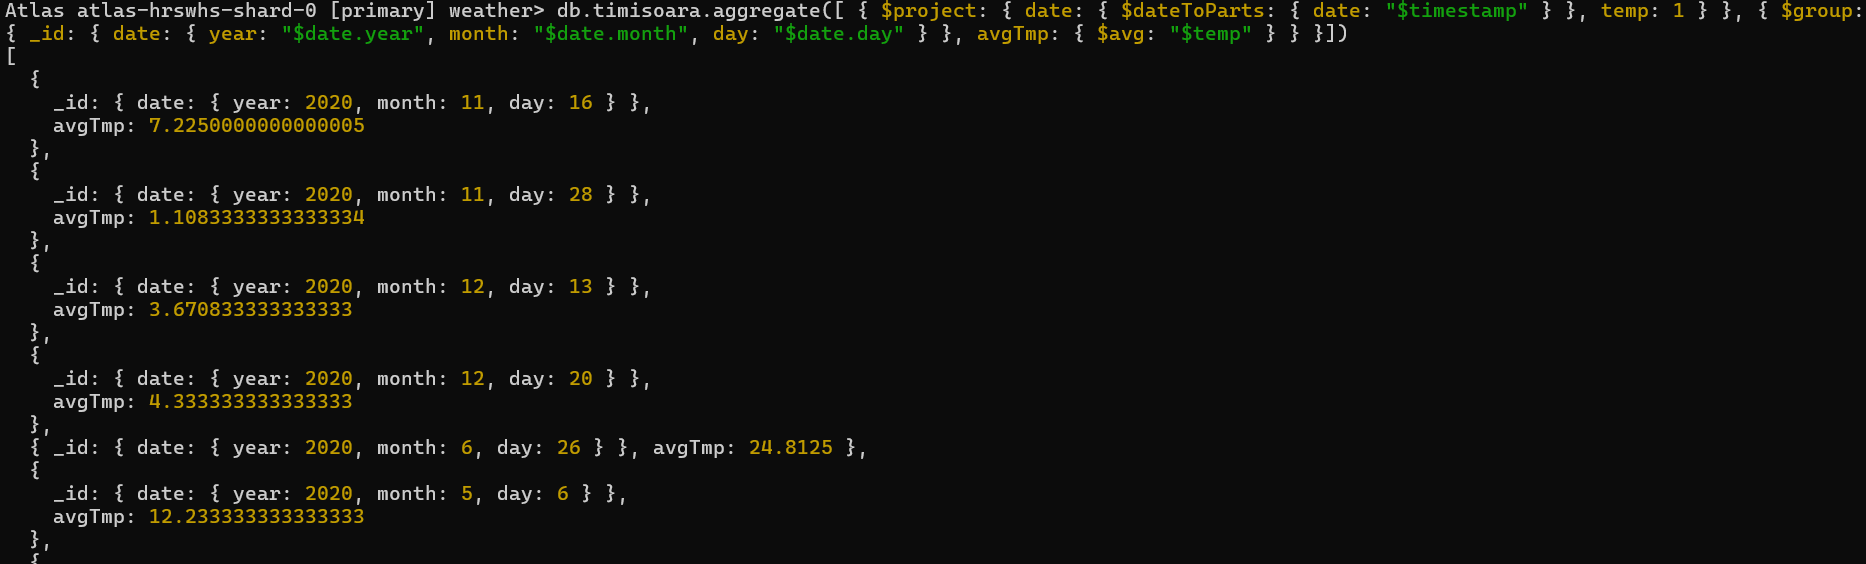 Atlas atlas-hrswhs-shard-0 [primary] weather> db.timisoara.aggregate([ { $project: { date: { $dateToParts: { date: "$timestamp" } }, temp: 1 } }, { $group:
{ _id: { date: { year: "$date.year", month: "$date.month", day: "$date.day" } }, avgTmp: { $avg: "$temp" } } }])
[
  {
    _id: { date: { year: 2020, month: 11, day: 16 } },
    avgTmp: 7.2250000000000005
  },
  {
    _id: { date: { year: 2020, month: 11, day: 28 } },
    avgTmp: 1.1083333333333334
  },
  {
    _id: { date: { year: 2020, month: 12, day: 13 } },
    avgTmp: 3.670833333333333
  },
  {
    _id: { date: { year: 2020, month: 12, day: 20 } },
    avgTmp: 4.333333333333333
  },
  { _id: { date: { year: 2020, month: 6, day: 26 } }, avgTmp: 24.8125 },
  {
    _id: { date: { year: 2020, month: 5, day: 6 } },
    avgTmp: 12.233333333333333
  },
  {